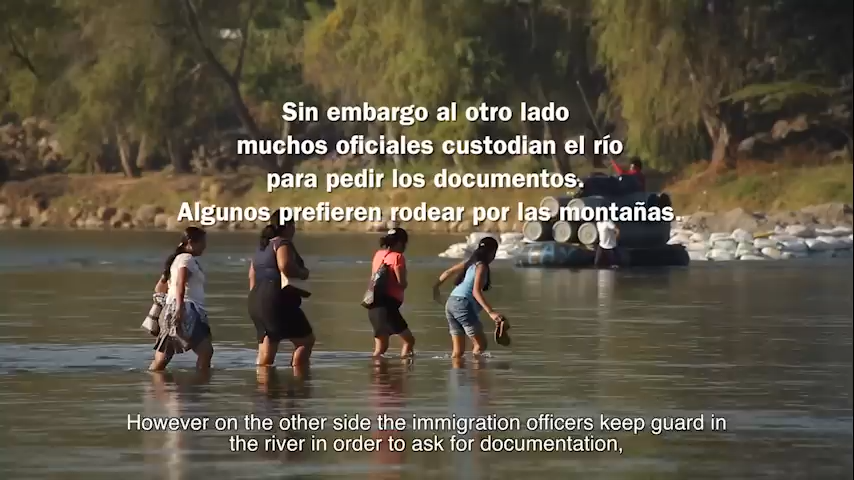 Sin embargo al otro lado
muchos oficiales custodian el río
para pedir los documentos.
Algunos prefieren rodear por las montañas.
However on the other side the immigration officers keep guard in
the river in order to ask for documentation,